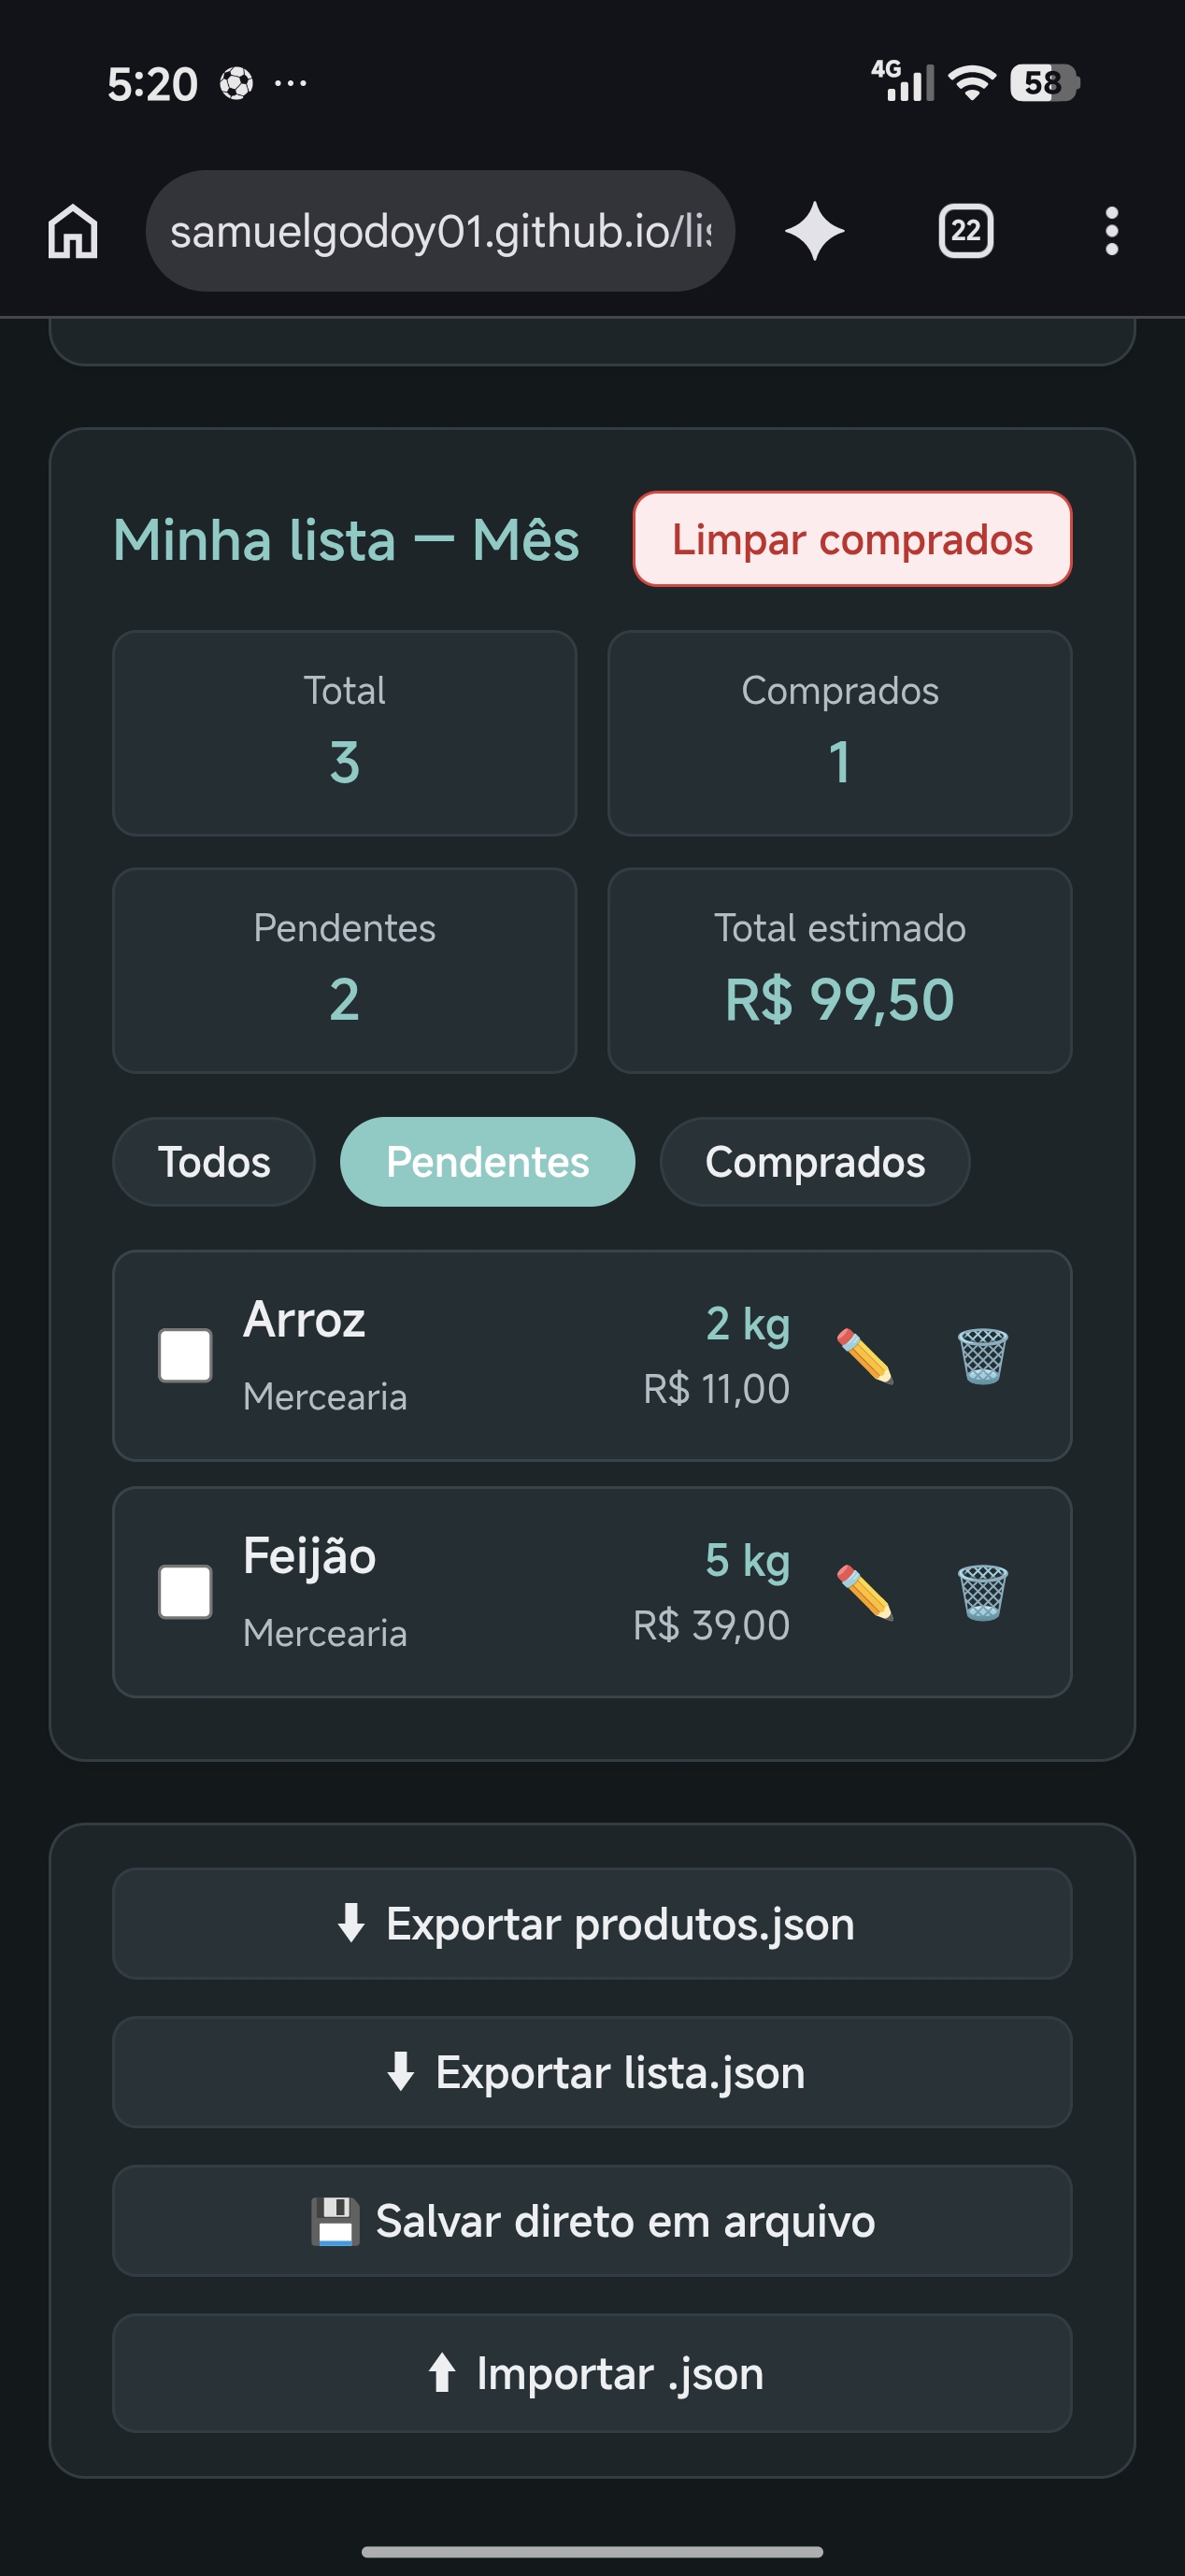 5:20
4G
58
samuelgodoy01.github.io/lis
22
Minha lista — Mês
Limpar comprados
Total
3
Comprados
1
Pendentes
2
Total estimado
R$ 99,50
Todos
Pendentes
Comprados
Arroz
Mercearia
2 kg
R$ 11,00
Feijão
Mercearia
5 kg
R$ 39,00
⬇ Exportar produtos.json
⬇ Exportar lista.json
💾 Salvar direto em arquivo
⬆ Importar .json